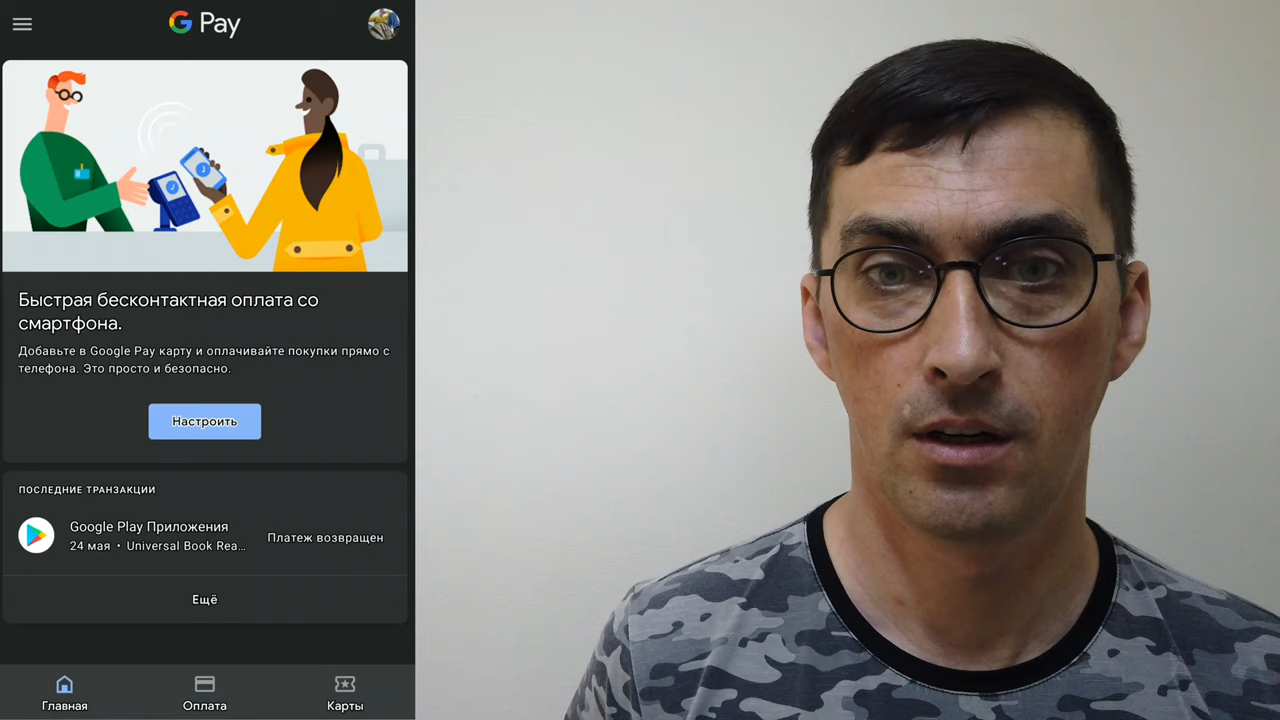 G Pay
Быстрая бесконтактная оплата со
смартфона.
Добавьте в Google Pay карту и оплачивайте покупки прямо с
телефона. Это просто и безопасно.
Настроить
ПОСЛЕДНИЕ ТРАНЗАКЦИИ
Google Play Приложения
24 мая • Universal Book Rea...
Платеж возвращен
Ещё
Главная
Оплата
Карты